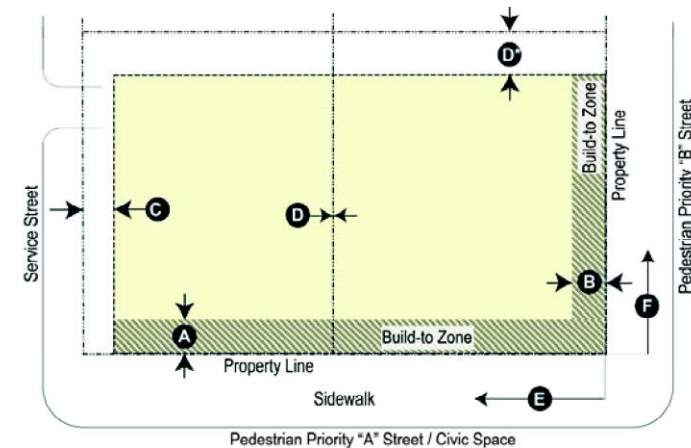 D*
Build-to Zone
Property Line
Pedestrian Priority "B" Street
Service Street
C
D
B
F
A
Build-to Zone
Property Line
Sidewalk
E
Pedestrian Priority "A" Street / Civic Space